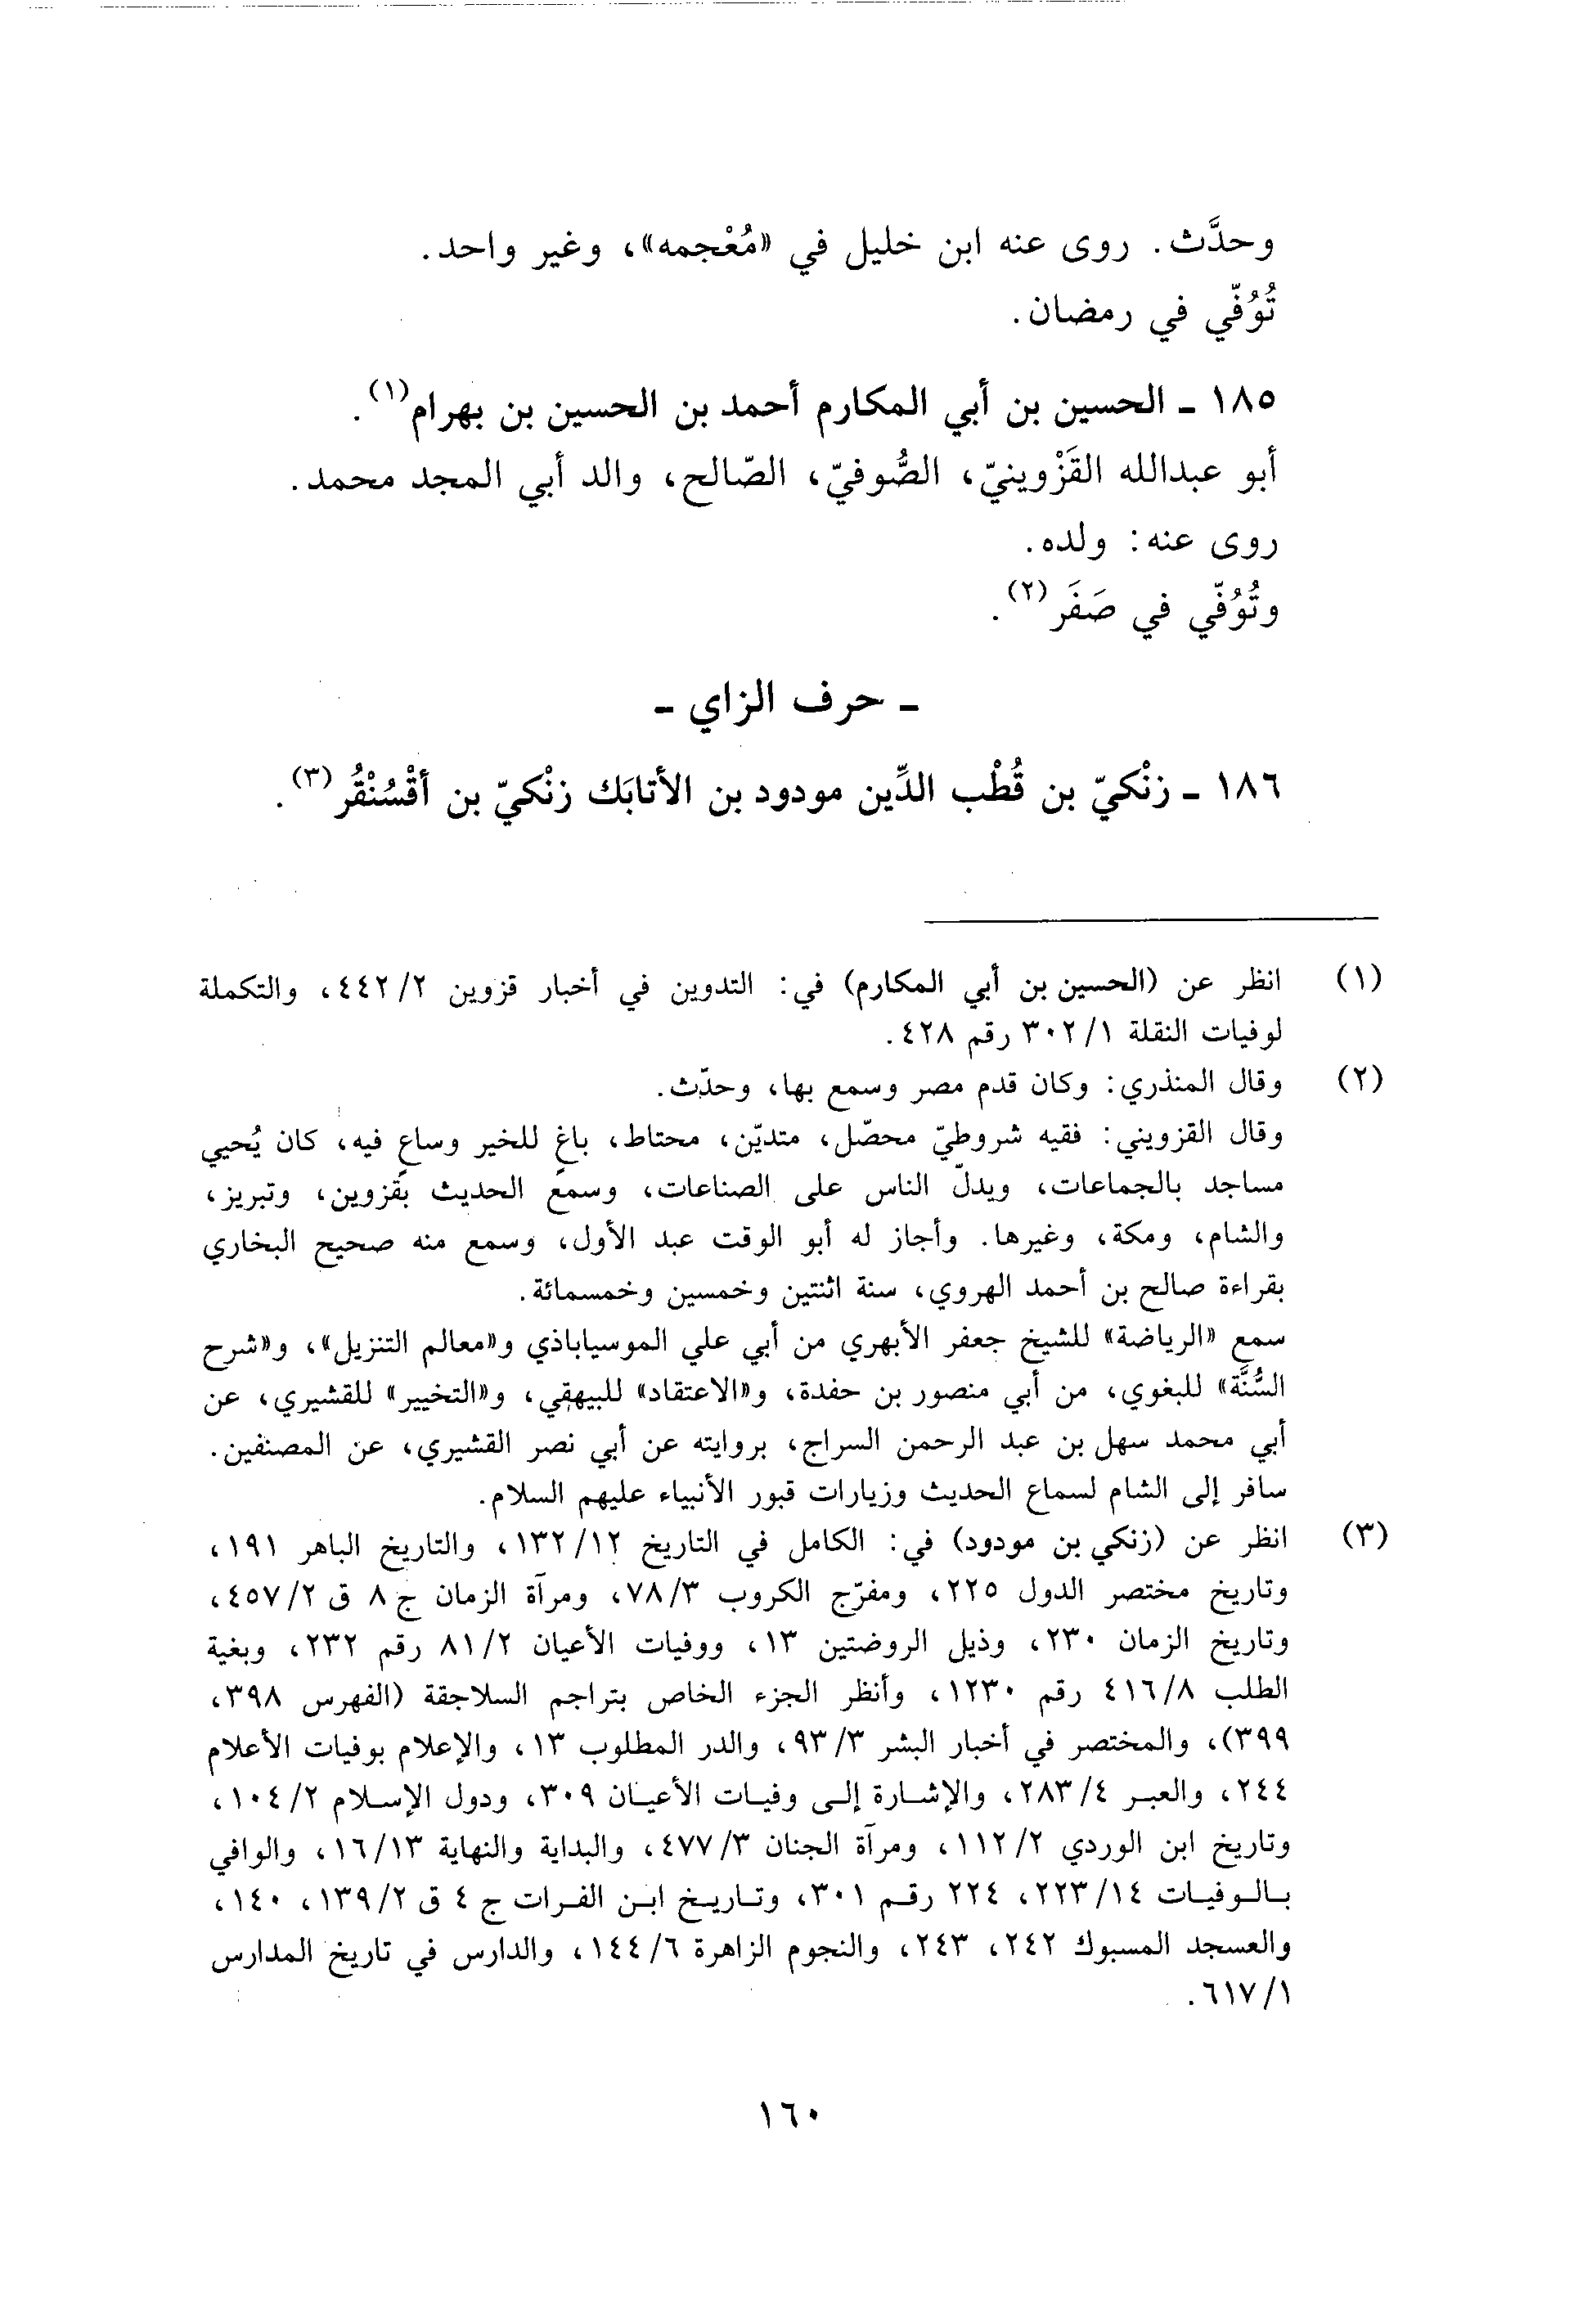 وحدَّث. روى عنه ابن خليل في «مُعْجمه»، وغير واحد.
تُوُفّي في رمضان.
١٨٥ ـ الحسين بن أبي المكارم أحمد بن الحسين بن بهرام(١).
أبو عبدالله القَزْوينيّ، الصُّوفيّ، الصّالح، والد أبي المجد محمد.
روى عنه: ولده.
وتُوُفّي في صَفَر(٢).
ـ حرف الزاي ـ
١٨٦ ـ زنْكيّ بن قُطْب الدِّين مودود بن الأتابَك زنْكيّ بن أقْسُنْقُر(٣).
(١) انظر عن (الحسين بن أبي المكارم) في: التدوين في أخبار قزوين ٢/ ٤٤٢، والتكملة
لوفيات النقلة ١/ ٣٠٢ رقم ٤٢٨.
(٢) وقال المنذري: وكان قدم مصر وسمع بها، وحدّث.
وقال القزويني: فقيه شروطيّ محصّل، متديّن، محتاط، باغٍ للخير وساعٍ فيه، كان يُحيي
مساجد بالجماعات، ويدلّ الناس على الصناعات، وسمع الحديث بقزوين، وتبريز،
والشام، ومكة، وغيرها. وأجاز له أبو الوقت عبد الأول، وسمع منه صحيح البخاري
بقراءة صالح بن أحمد الهروي، سنة اثنتين وخمسين وخمسمائة.
سمع «الرياضة» للشيخ جعفر الأبهري من أبي علي الموسياباذي و«معالم التنزيل»، و«شرح
السُّنَّة» للبغوي، من أبي منصور بن حفدة، و«الاعتقاد» للبيهقي، و«التخيير» للقشيري، عن
أبي محمد سهل بن عبد الرحمن السراج، بروايته عن أبي نصر القشيري، عن المصنفين.
سافر إلى الشام لسماع الحديث وزيارات قبور الأنبياء عليهم السلام.
(٣) انظر عن (زنكي بن مودود) في: الكامل في التاريخ ١٢/ ١٣٢، والتاريخ الباهر ١٩١،
وتاريخ مختصر الدول ٢٢٥، ومفرّج الكروب ٣/ ٧٨، ومرآة الزمان ج ٨ ق ٢/ ٤٥٧،
وتاريخ الزمان ٢٣٠، وذيل الروضتين ١٣، ووفيات الأعيان ٢/ ٨١ رقم ٢٣٢، وبغية
الطلب ٨/ ٤١٦ رقم ١٢٣٠، وأنظر الجزء الخاص بتراجم السلاجقة (الفهرس ٣٩٨،
٣٩٩)، والمختصر في أخبار البشر ٣/ ٩٣، والدر المطلوب ١٣، والإعلام بوفيات الأعلام
٢٤٤، والعبر ٤/ ٢٨٣، والإشارة إلى وفيات الأعيان ٣٠٩، ودول الإسلام ٢/ ١٠٤،
وتاريخ ابن الوردي ٢/ ١١٢، ومرآة الجنان ٣/ ٤٧٧، والبداية والنهاية ١٣/ ١٦، والوافي
بالوفيات ١٤/ ٢٢٣، ٢٢٤ رقم ٣٠١، وتاريخ ابن الفرات ج ٤ ق ٢/ ١٣٩، ١٤٠،
والعسجد المسبوك ٢٤٢، ٢٤٣، والنجوم الزاهرة ٦/ ١٤٤، والدارس في تاريخ المدارس
١/ ٦١٧.
١٦٠